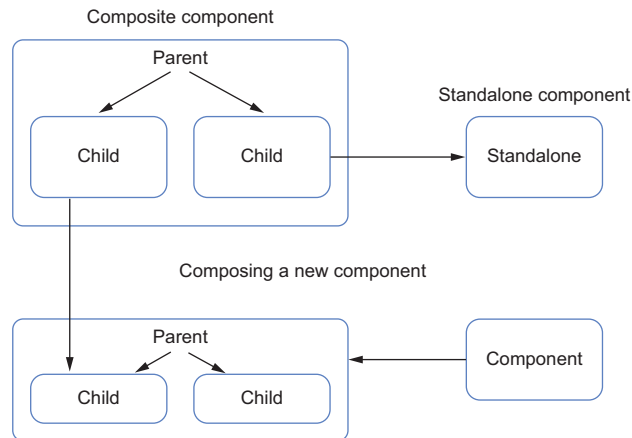 Composite component
Parent
Child
Child
Standalone component
Standalone
Composing a new component
Parent
Child
Child
Component